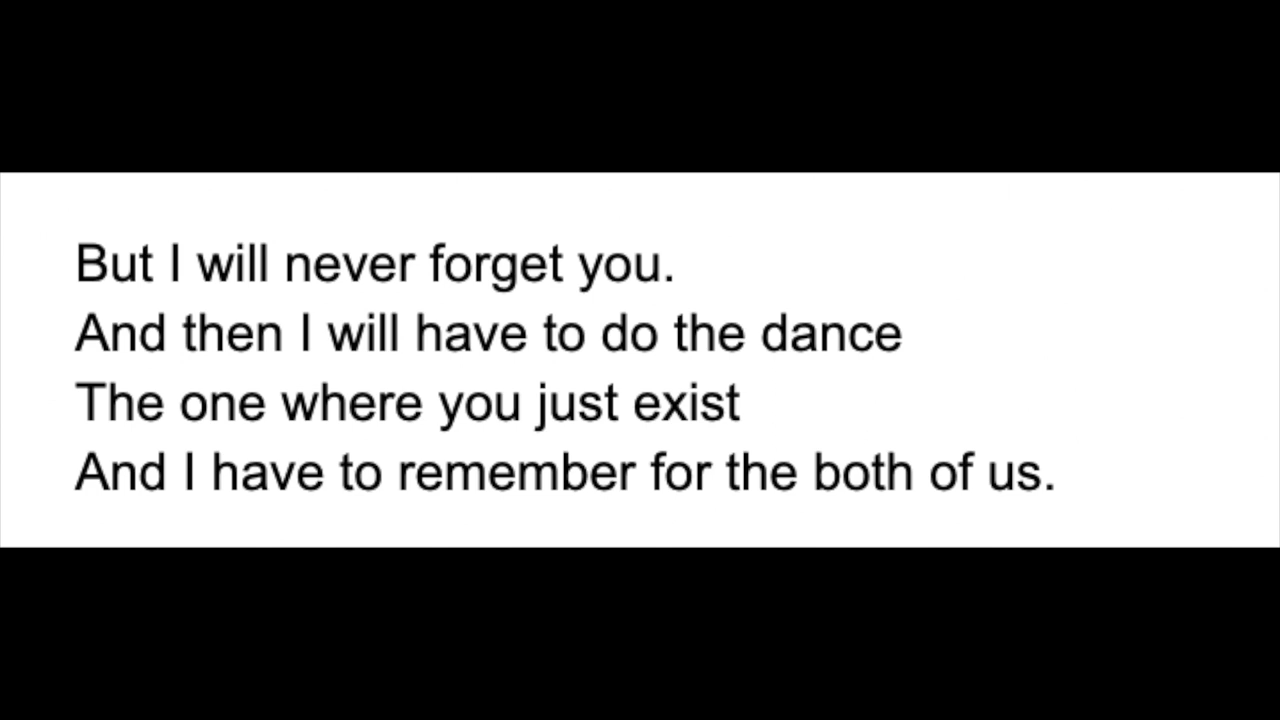 But I will never forget you.
And then I will have to do the dance
The one where you just exist
And I have to remember for the both of us.